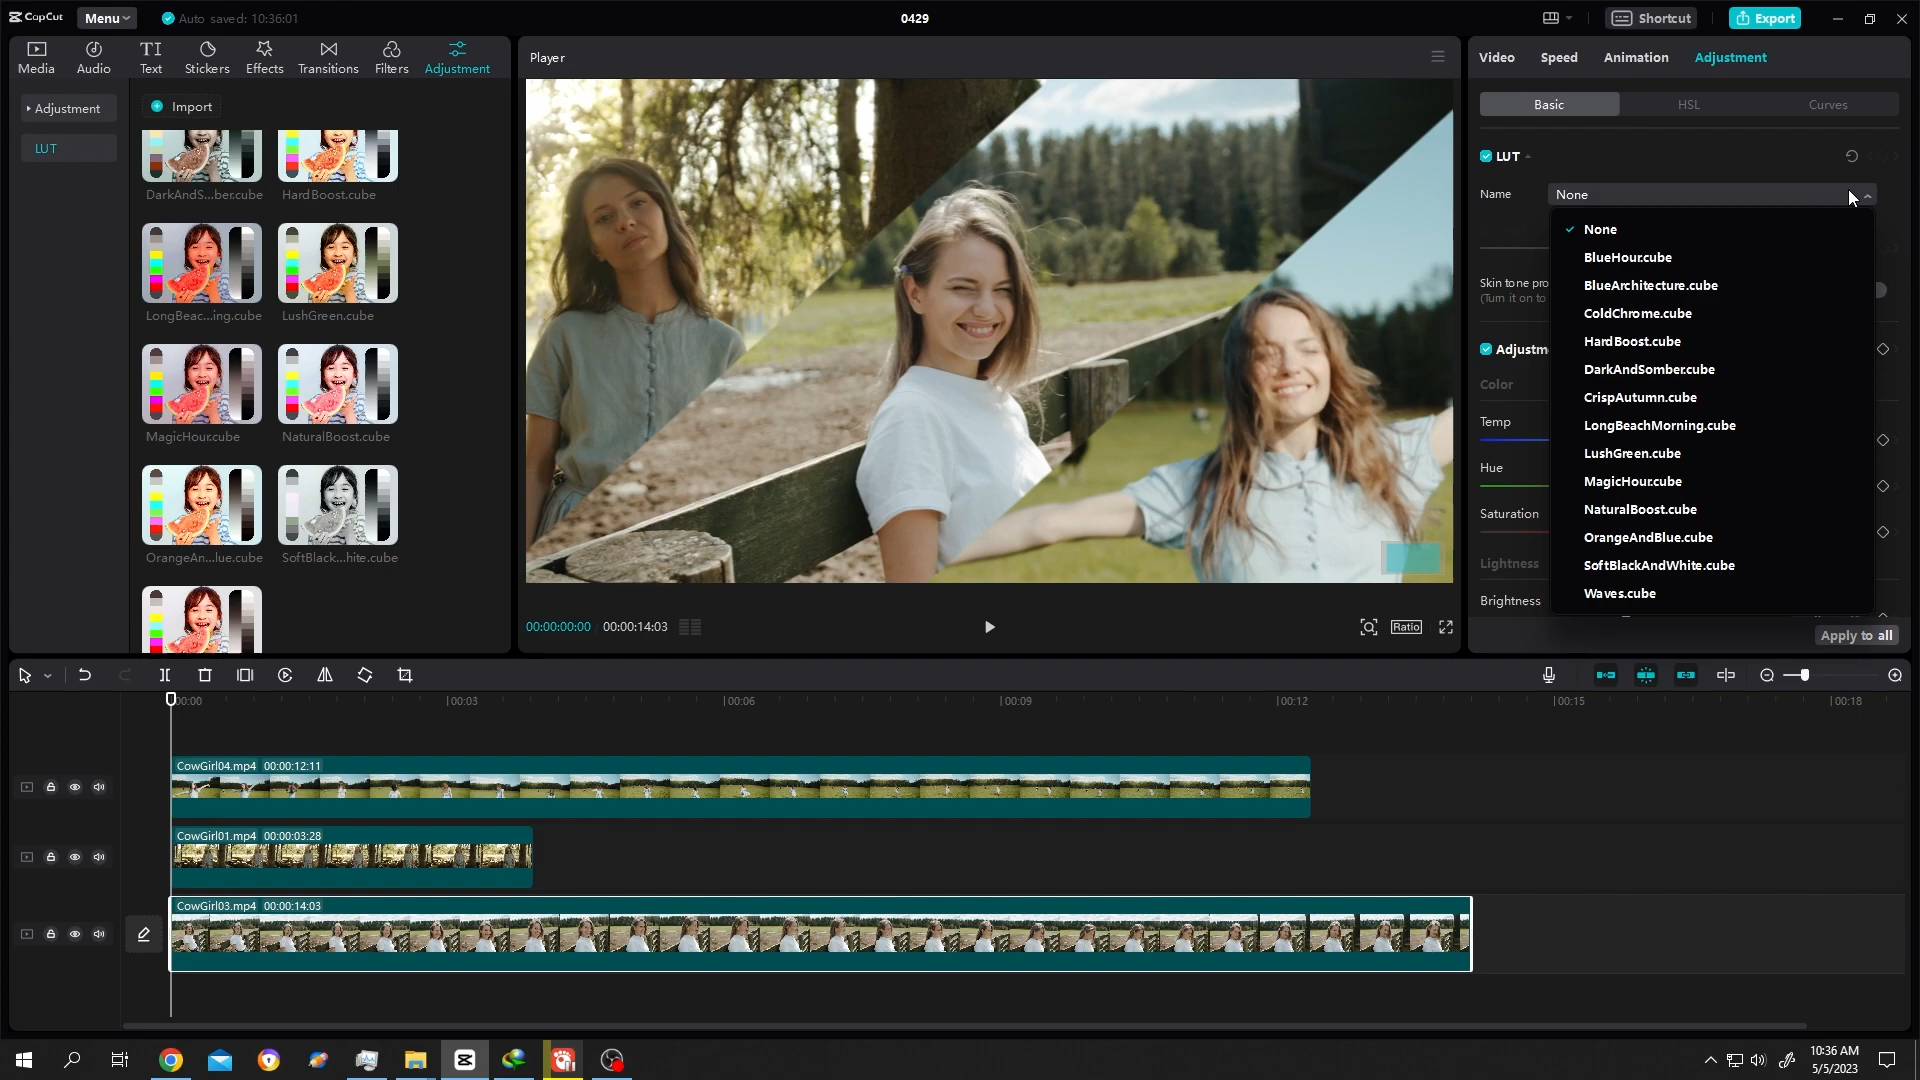 CapCut
Menu
Auto saved: 10:36:01
0429
Shortcut
Export
Media
Audio
TI
Text
Stickers
Effects
Transitions
Filters
Adjustment
Adjustment
LUT
Import
DarkAndS...ber.cube
HardBoost.cube
LongBeac...ing.cube
LushGreen.cube
MagicHour.cube
NaturalBoost.cube
OrangeAn...lue.cube
SoftBlack...hite.cube
Player
00:00:00:00
00:00:14:03
Ratio
Video
Speed
Animation
Adjustment
Basic
HSL
Curves
LUT
Name
None
None
BlueHour.cube
BlueArchitecture.cube
ColdChrome.cube
HardBoost.cube
DarkAndSomber.cube
CrispAutumn.cube
LongBeachMorning.cube
LushGreen.cube
MagicHour.cube
NaturalBoost.cube
OrangeAndBlue.cube
SoftBlackAndWhite.cube
Waves.cube
Skin tone pro
(Turn it on to
Adjustm
Color
Temp
Hue
Saturation
Lightness
Brightness
Apply to all
00:00
00:03
00:06
00:09
00:12
00:15
00:18
CowGirl04.mp4 00:00:12:11
CowGirl01.mp4 00:00:03:28
CowGirl03.mp4 00:00:14:03
10:36 AM
5/5/2023